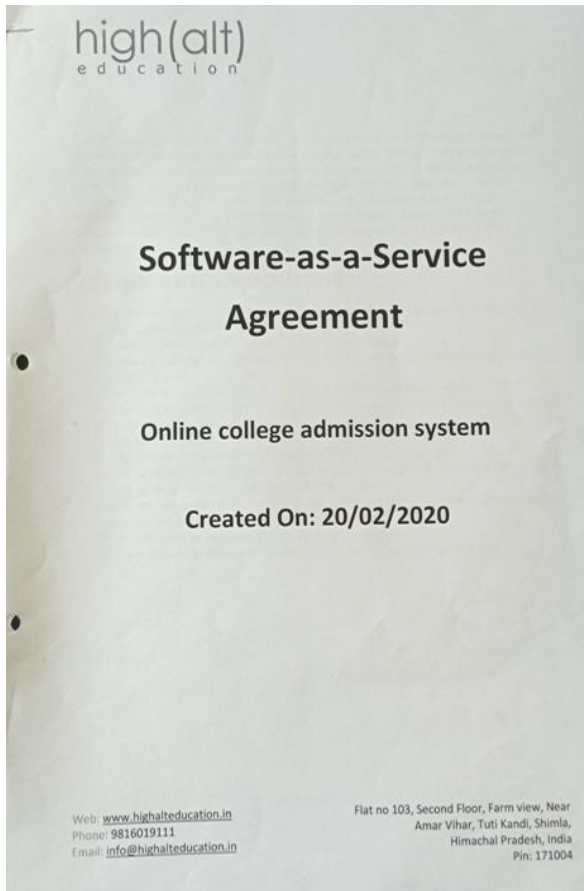 high(alt)
education
Software-as-a-Service
Agreement
Online college admission system
Created On: 20/02/2020
Web: www.highalteducation.in
Phone: 9816019111
Email: info@highalteducation.in
Flat no 103, Second Floor, Farm view, Near
Amar Vihar, Tuti Kandi, Shimla,
Himachal Pradesh, India
Pin: 171004